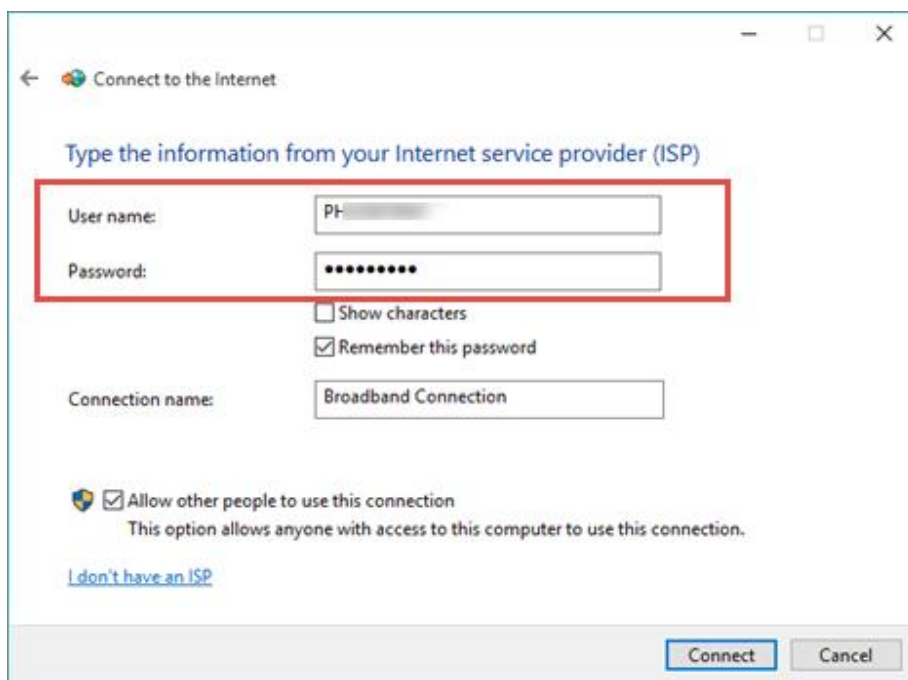 Connect to the Internet
Type the information from your Internet service provider (ISP)
User name:
PH
Password:
•••••••••
Show characters
Remember this password
Connection name:
Broadband Connection
Allow other people to use this connection
This option allows anyone with access to this computer to use this connection.
I don't have an ISP
Connect
Cancel